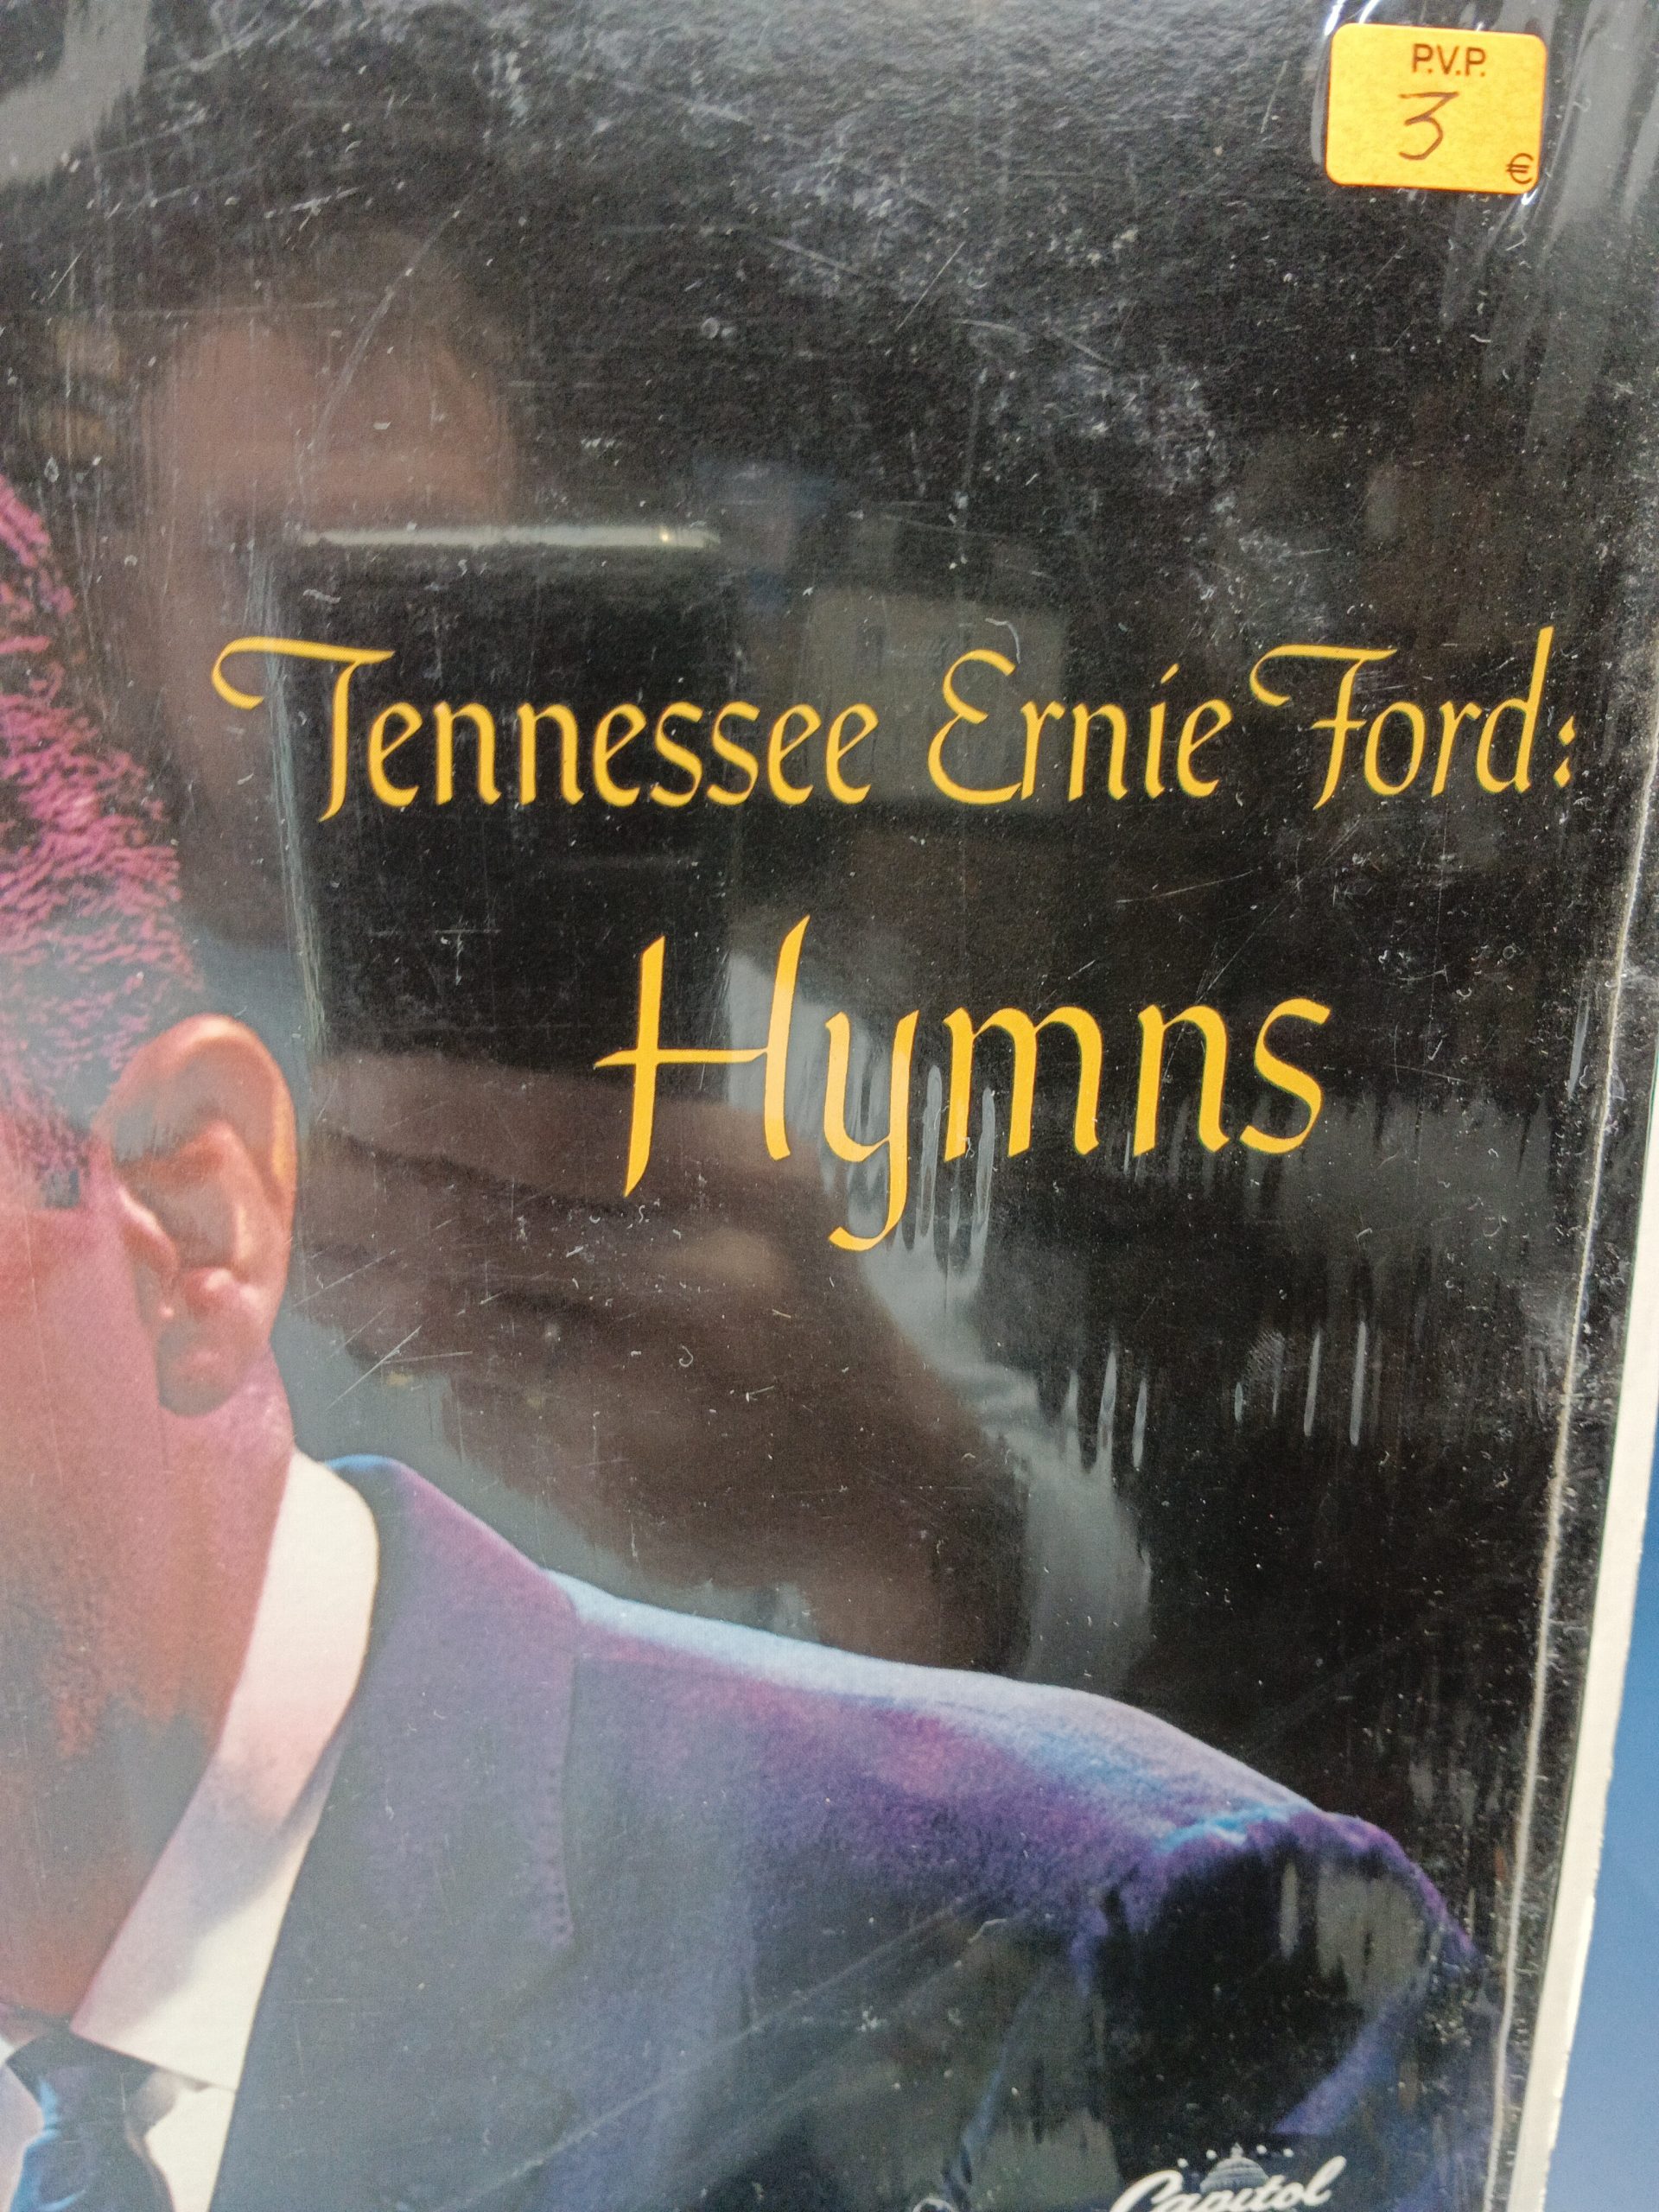 P.V.P.
3
€
Tennessee Ernie Ford:
Hymns
Capitol